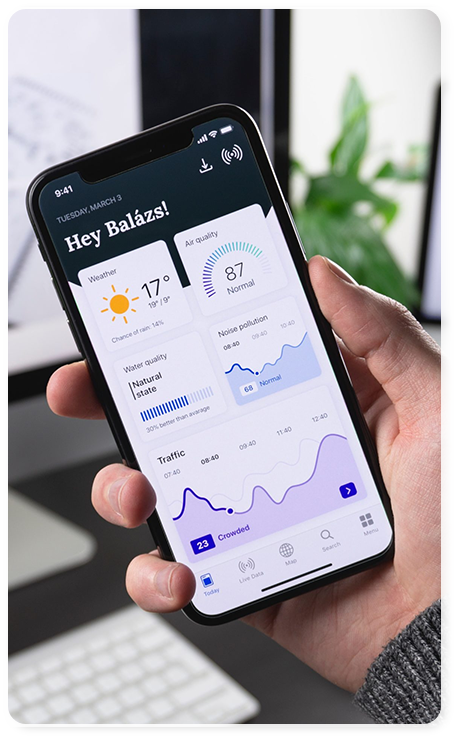 9:41
TUESDAY, MARCH 3
Hey Balázs!
Weather
17°
19° / 9°
Chance of rain: 14%
Air quality
87
Normal
Water quality
Natural
state
30% better than avarage
Noise pollution
08:40 09:40 10:40
68 Normal
Traffic
07:40 08:40 09:40 11:40 12:40
23 Crowded
Today Live Data Map Search Menu